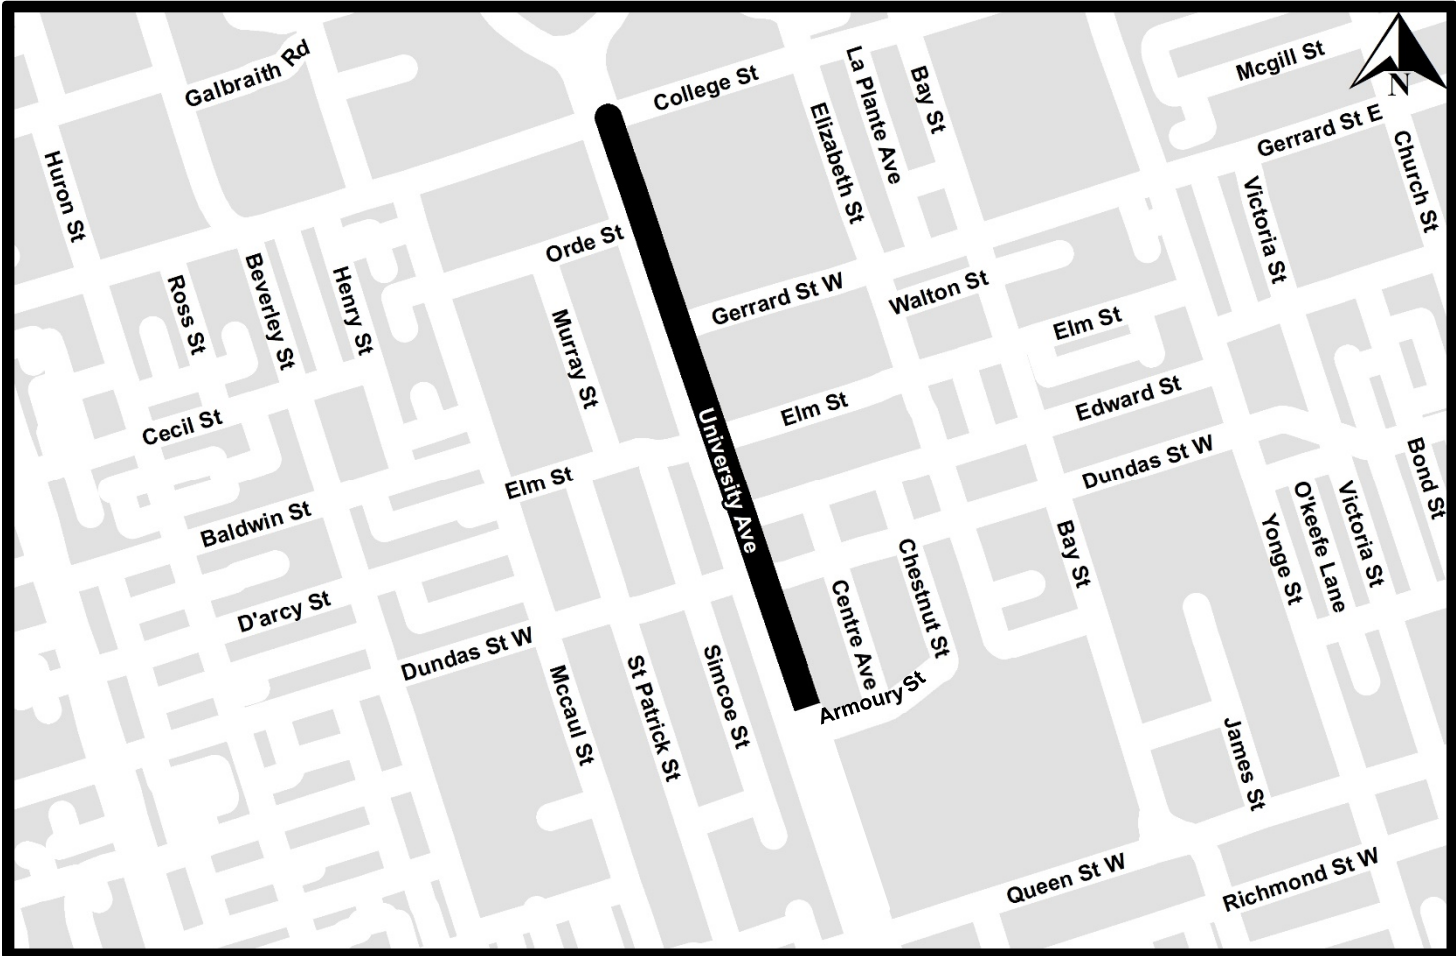 Galbraith Rd
College St
La Plante Ave
Bay St
Mcgill St
N
Gerrard St E
Elizabeth St
Church St
Huron St
Victoria St
Orde St
Ross St
Beverley St
Henry St
Gerrard St W
Walton St
Murray St
Elm St
Elm St
Edward St
Cecil St
University Ave
Dundas St W
Bond St
Elm St
O'keefe Lane
Victoria St
Baldwin St
Yonge St
Bay St
Chestnut St
Centre Ave
D'arcy St
Dundas St W
Mccaul St
St Patrick St
Simcoe St
Armoury St
James St
Queen St W
Richmond St W